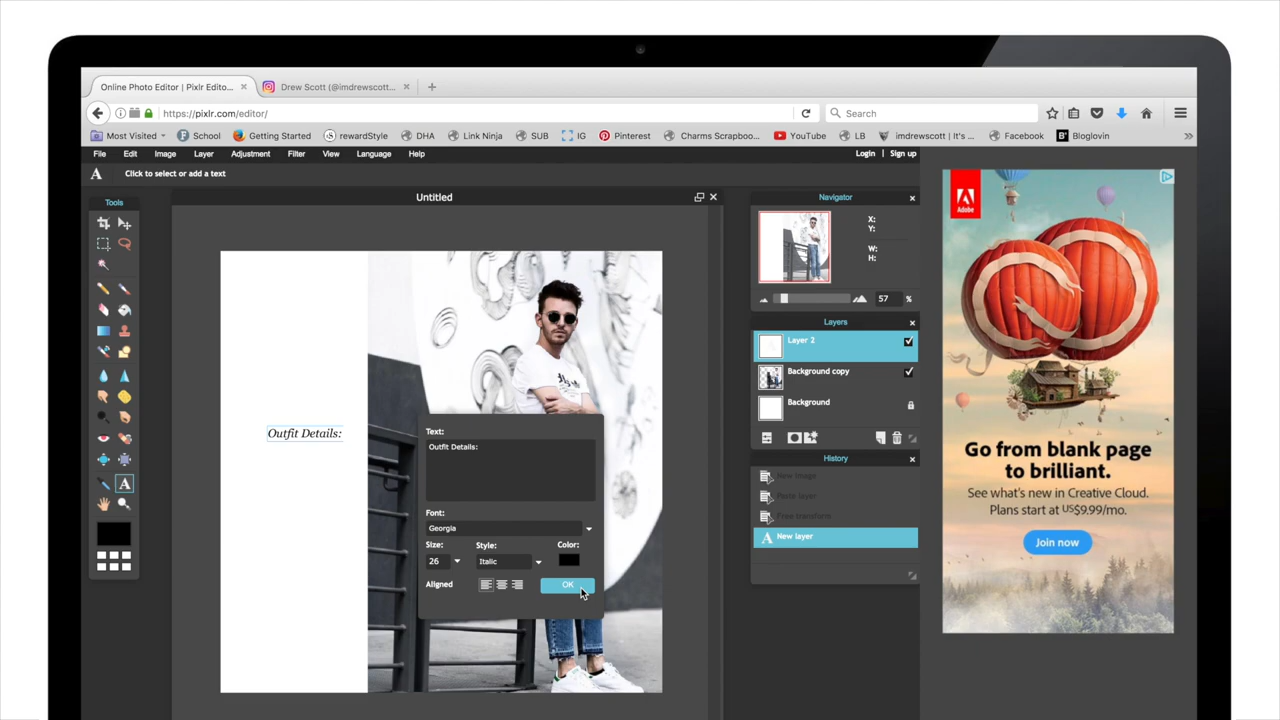 Online Photo Editor | Pixlr Edito...
Drew Scott (@imdrewscott...
https://pixlr.com/editor/
Search
Most Visited
School
Getting Started
rewardStyle
DHA
Link Ninja
SUB
IG
Pinterest
Charms Scrapboo...
YouTube
LB
imdrewscott | It's ...
Facebook
Bloglovin
File Edit Image Layer Adjustment Filter View Language Help
Login | Sign up
A Click to select or add a text
Tools
Untitled
Navigator
X:
Y:
W:
H:
57 %
Layers
Layer 2
Background copy
Background
History
New image
Paste layer
Free transform
A New layer
Outfit Details:
Text:
Outfit Details:
Font:
Georgia
Size: Style: Color:
26 Italic
Aligned OK
A
Adobe
Go from blank page
to brilliant.
See what's new in Creative Cloud.
Plans start at US$9.99/mo.
Join now